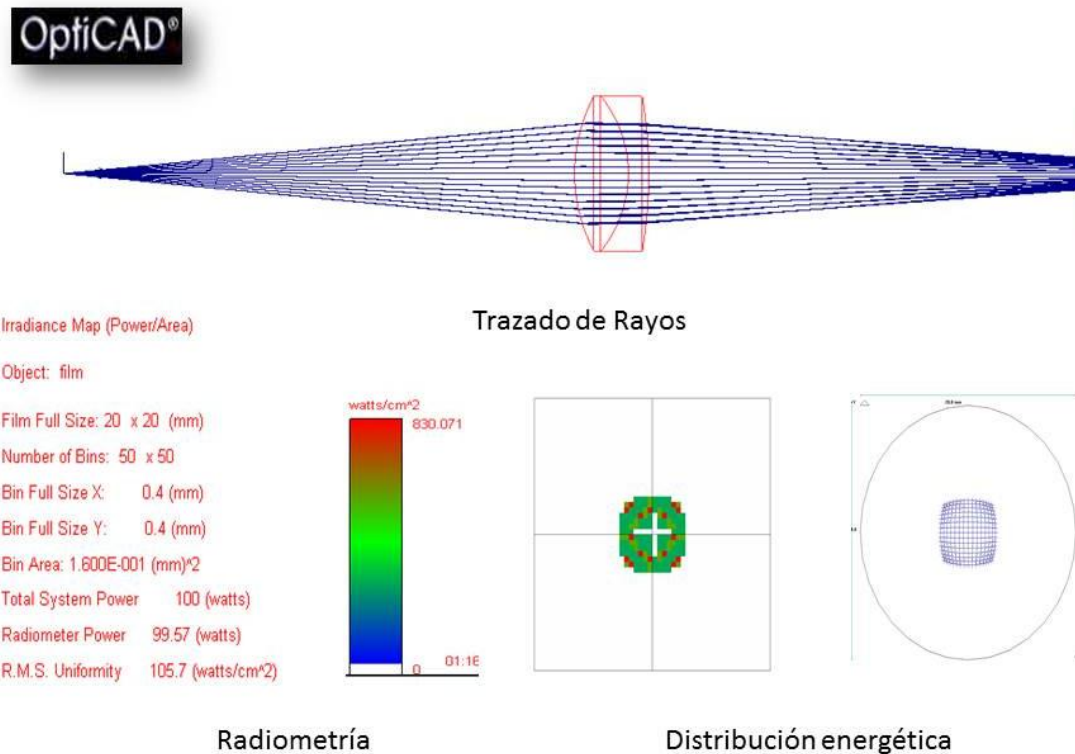 OptiCAD®
Trazado de Rayos
Irradiance Map (Power/Area)
Object: film
Film Full Size: 20 x 20 (mm)
Number of Bins: 50 x 50
Bin Full Size X: 0.4 (mm)
Bin Full Size Y: 0.4 (mm)
Bin Area: 1.600E-001 (mm)^2
Total System Power 100 (watts)
Radiometer Power 99.57 (watts)
R.M.S. Uniformity 105.7 (watts/cm^2)
watts/cm^2
830.071
0
Radiometría
Distribución energética